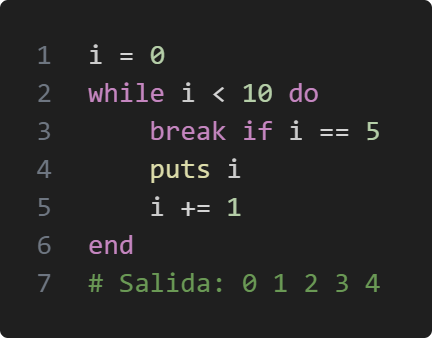 1 i = 0
2 while i < 10 do
3     break if i == 5
4     puts i
5     i += 1
6 end
7 # Salida: 0 1 2 3 4